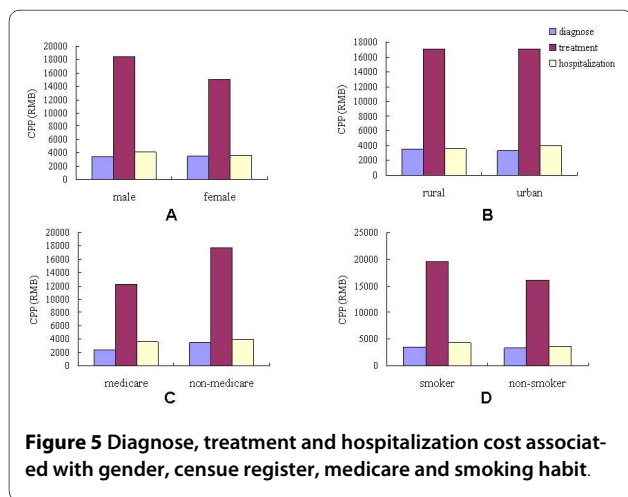 diagnose
treatment
hospitalization
CPP (RMB)
20000
18000
16000
14000
12000
10000
8000
6000
4000
2000
0
male female
A
CPP (RMB)
18000
16000
14000
12000
10000
8000
6000
4000
2000
0
rural urban
B
CPP (RMB)
20000
18000
16000
14000
12000
10000
8000
6000
4000
2000
0
medicare non-medicare
C
CPP (RMB)
25000
20000
15000
10000
5000
0
smoker non-smoker
D
Figure 5 Diagnose, treatment and hospitalization cost associat-
ed with gender, censue register, medicare and smoking habit.